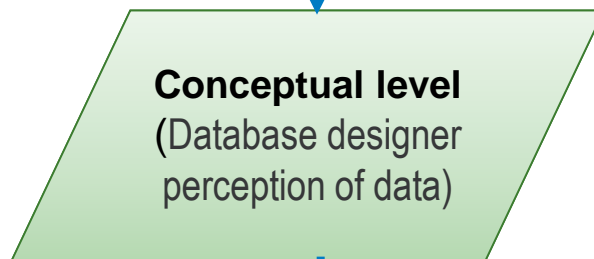 Conceptual level
(Database designer
perception of data)